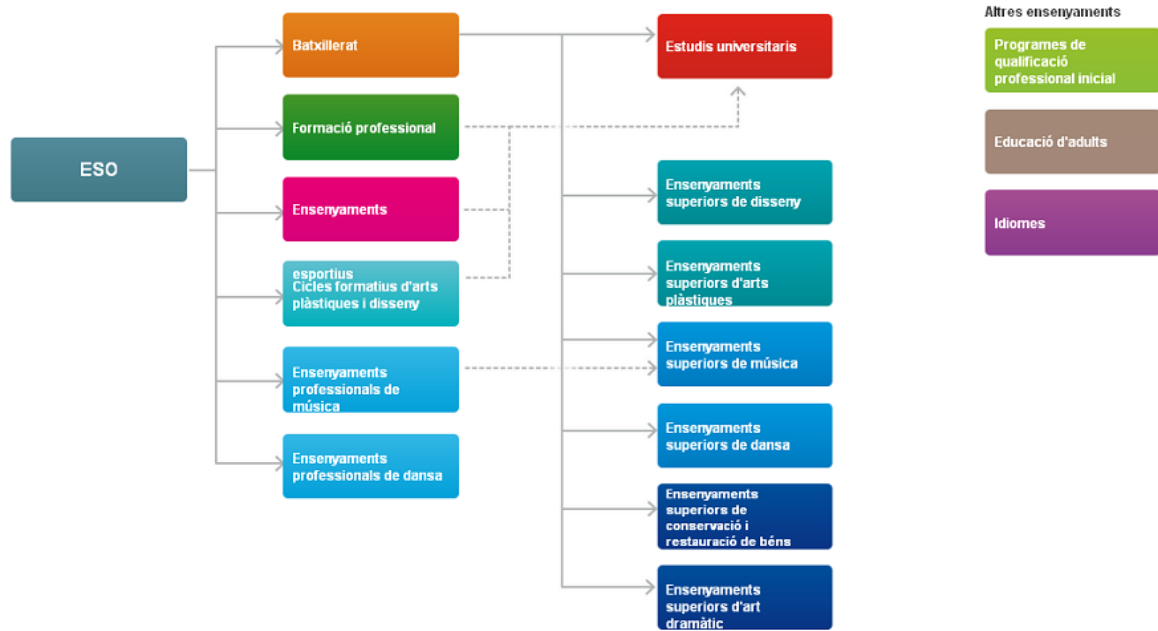 Altres ensenyaments
ESO
Batxillerat
Formació professional
Ensenyaments
esportius
Cicles formatius d'arts
plàstiques i disseny
Ensenyaments
professionals de
música
Ensenyaments
professionals de dansa
Estudis universitaris
Ensenyaments
superiors de disseny
Ensenyaments
superiors d'arts
plàstiques
Ensenyaments
superiors de música
Ensenyaments
superiors de dansa
Ensenyaments
superiors de
conservació i
restauració de béns
Ensenyaments
superiors d'art
dramàtic
Programes de
qualificació
professional inicial
Educació d'adults
Idiomes